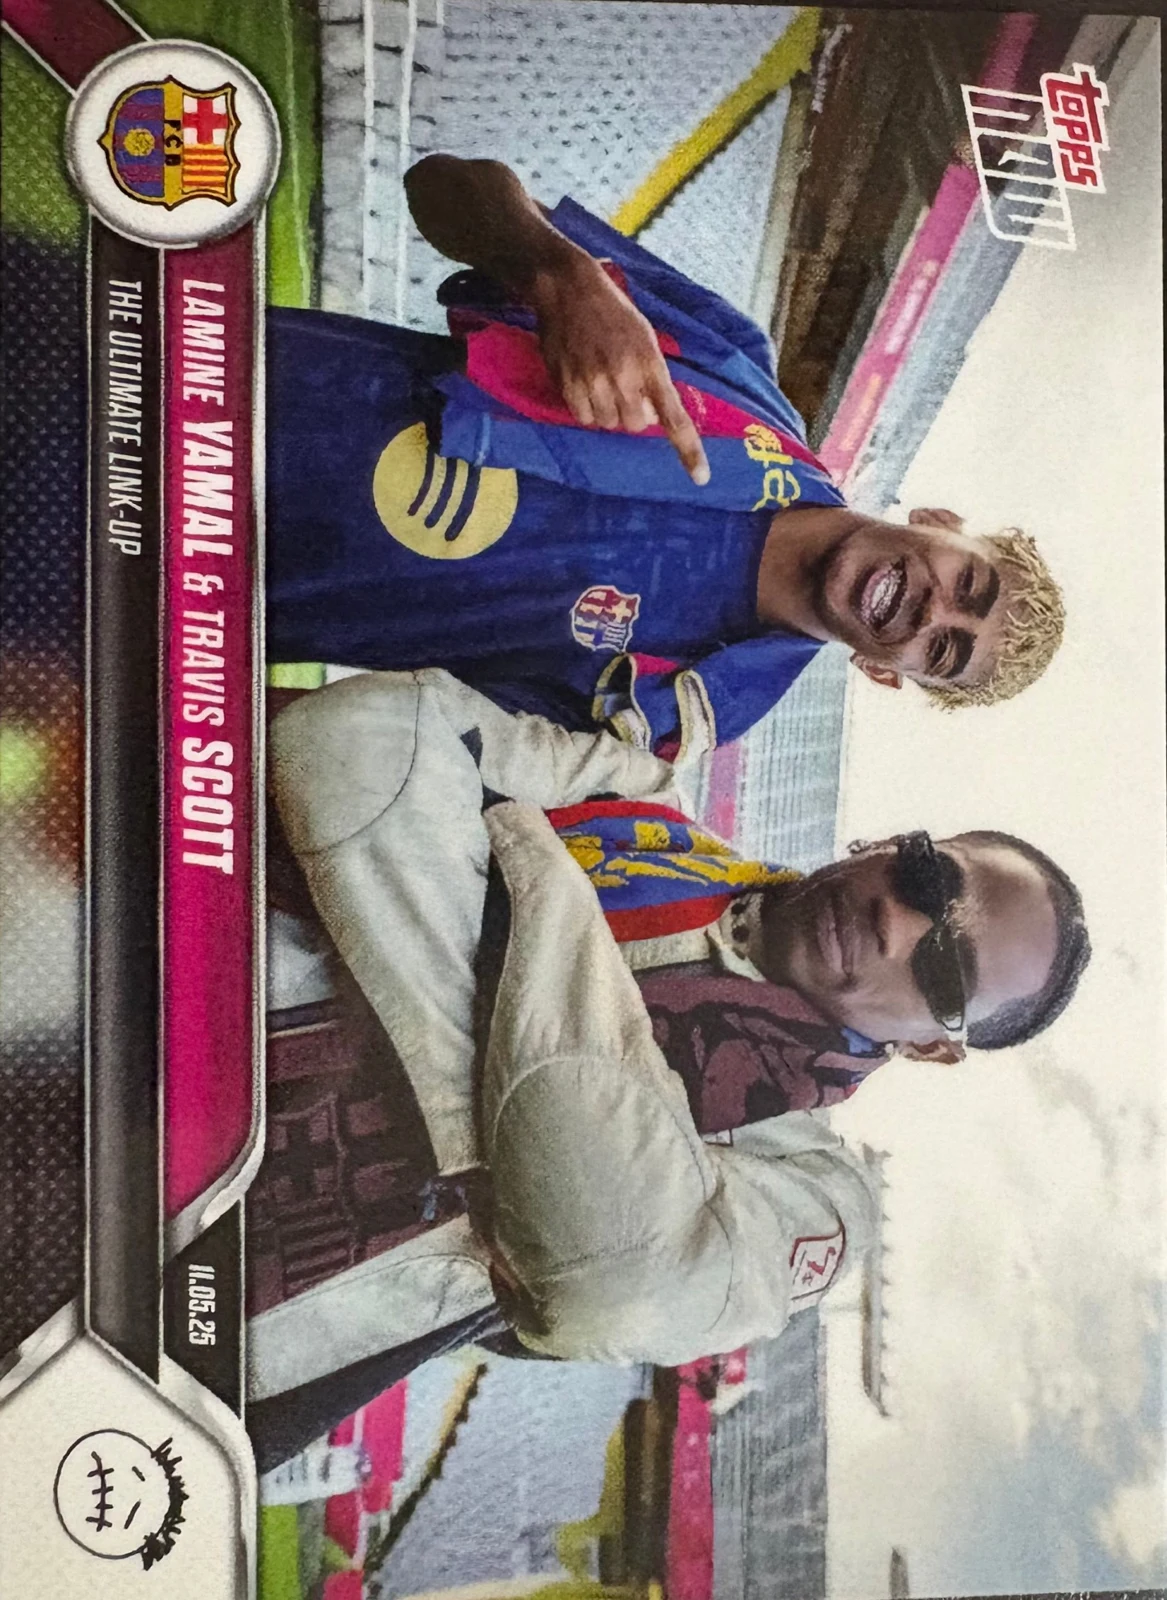 topps
NOW
FCB
LAMINE YAMAL & TRAVIS SCOTT
THE ULTIMATE LINK-UP
11.05.25